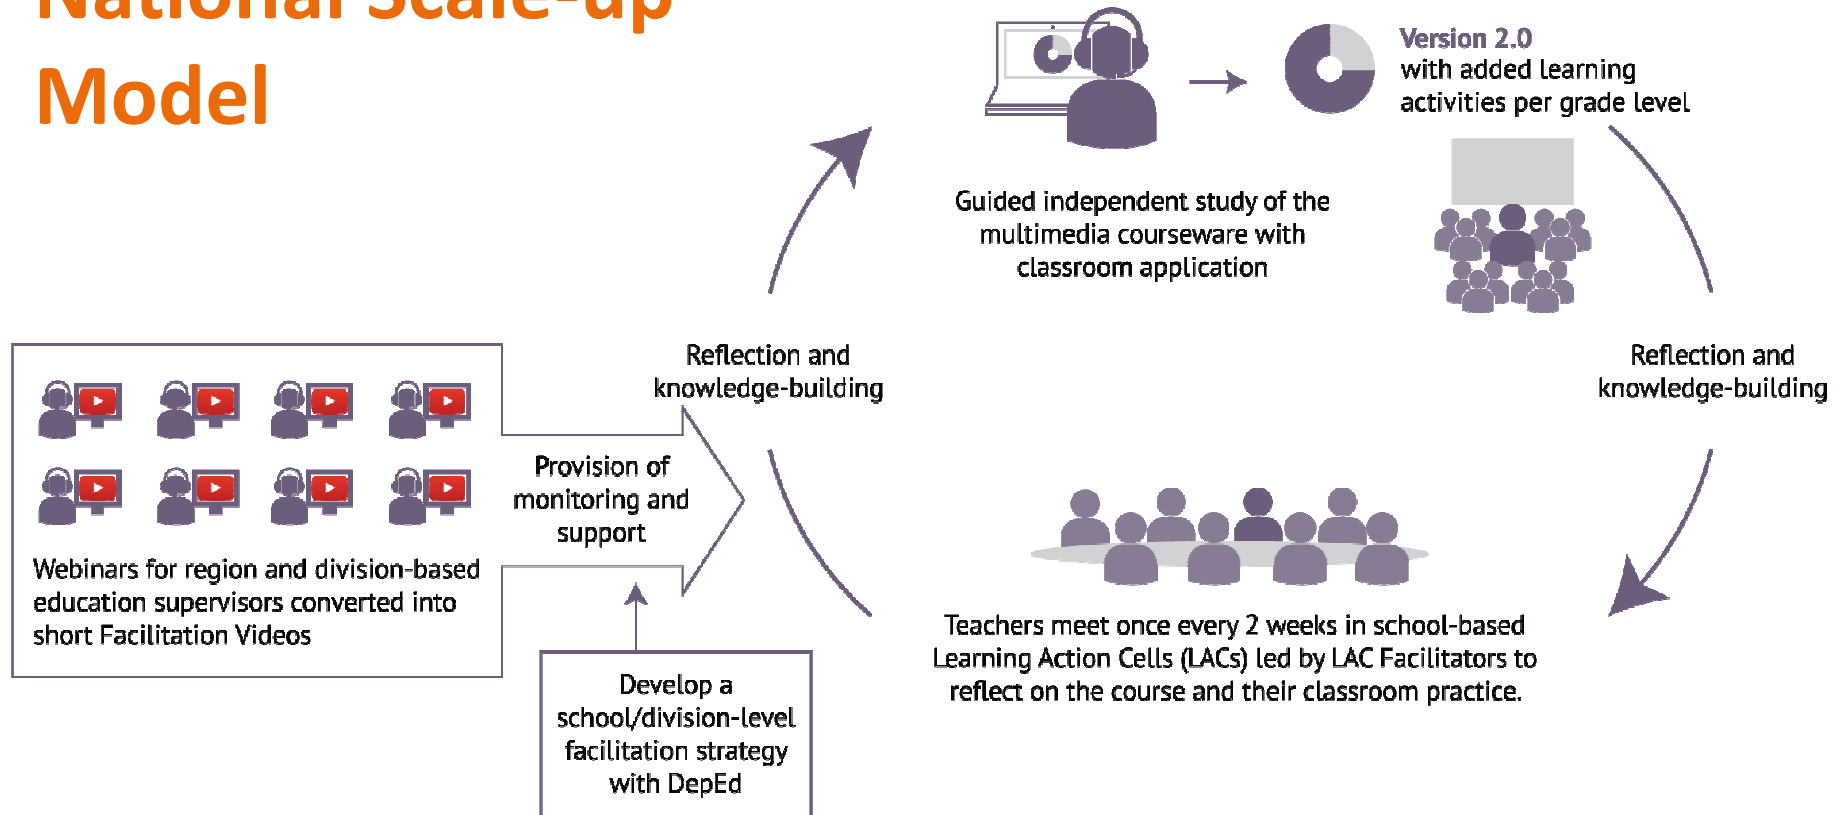 National Scale-up
Model
Version 2.0
with added learning
activities per grade level
Guided independent study of the
multimedia courseware with
classroom application
Reflection and
knowledge-building
Reflection and
knowledge-building
Provision of
monitoring and
support
Webinars for region and division-based
education supervisors converted into
short Facilitation Videos
Teachers meet once every 2 weeks in school-based
Learning Action Cells (LACs) led by LAC Facilitators to
reflect on the course and their classroom practice.
Develop a
school/division-level
facilitation strategy
with DepEd